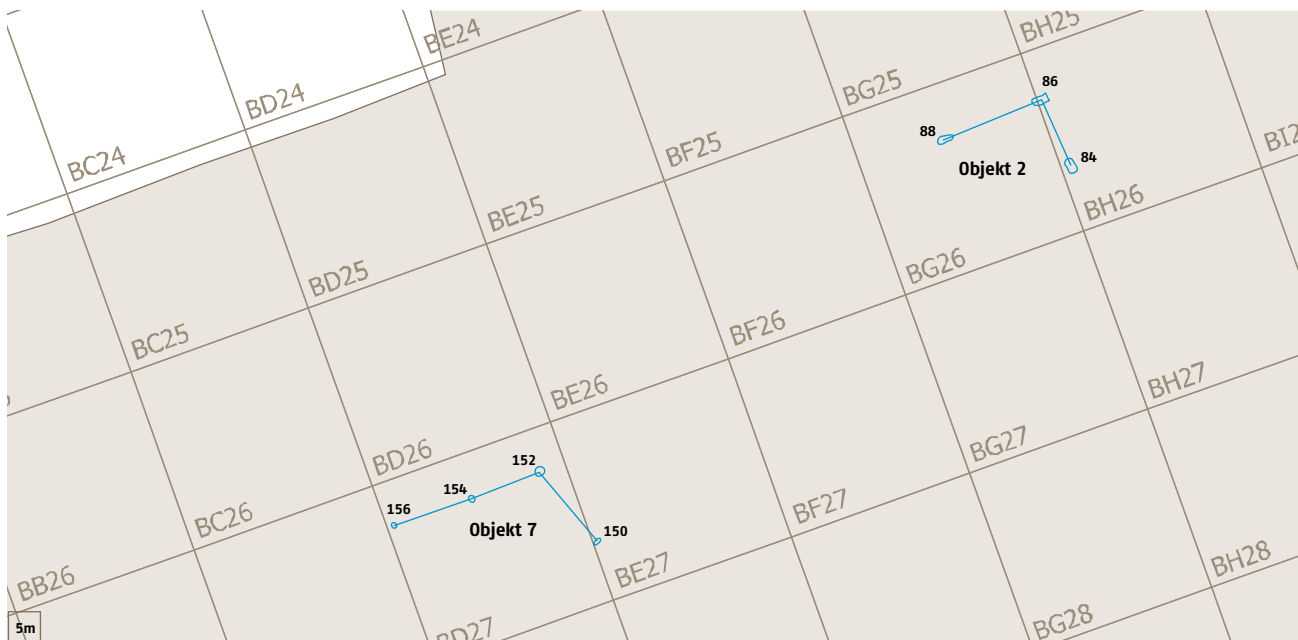 BE24
BH25
BD24
BG25
BC24
BF25
BI2
BE25
BH26
BD25
BG26
BC25
BF26
BE26
BH27
BD26
BG27
BC26
BF27
BB26
BE27
BH28
BD27
BG28
86
88
84
Objekt 2
152
154
156
150
Objekt 7
5m